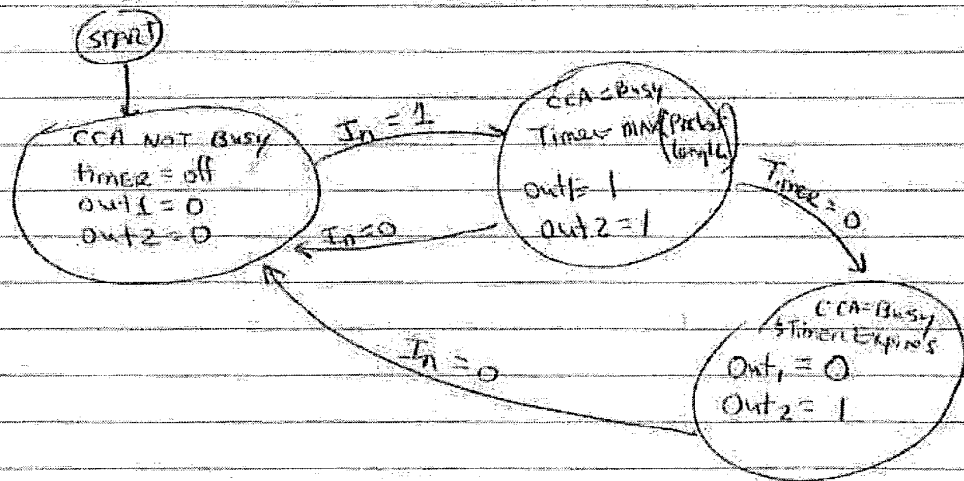 START
CCA NOT Busy
timER = off
out1 = 0
out2 = 0
In = 1
In = 0
CCA = Busy
Timer = MAX
out1 = 1
out2 = 1
Timer = 0
CCA = Busy
Timer Expires
Out1 = 0
Out2 = 1
In = 0